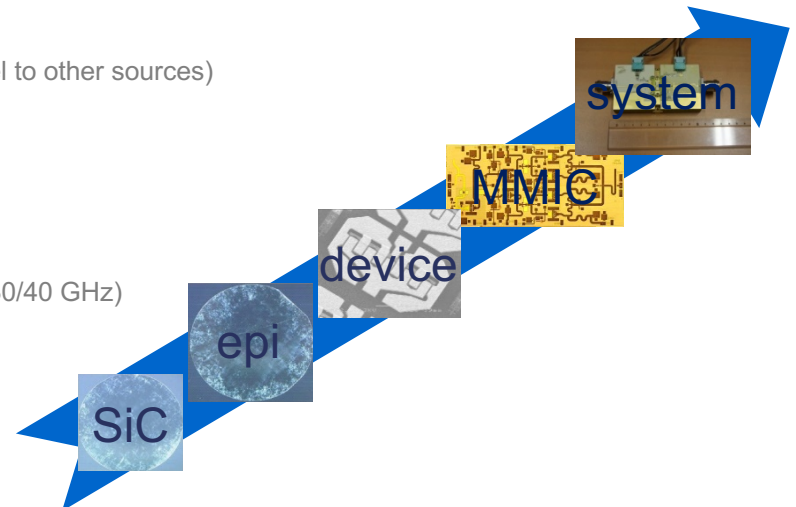 system
l to other sources)
MMIC
device
0/40 GHz)
epi
SiC